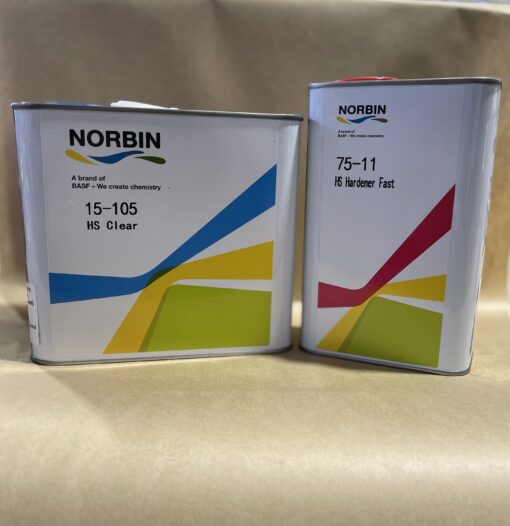 NORBIN
A brand of
BASF – We create chemistry
15-105
HS Clear
NORBIN
A brand of
BASF – We create chemistry
75-11
HS Hardener Fast